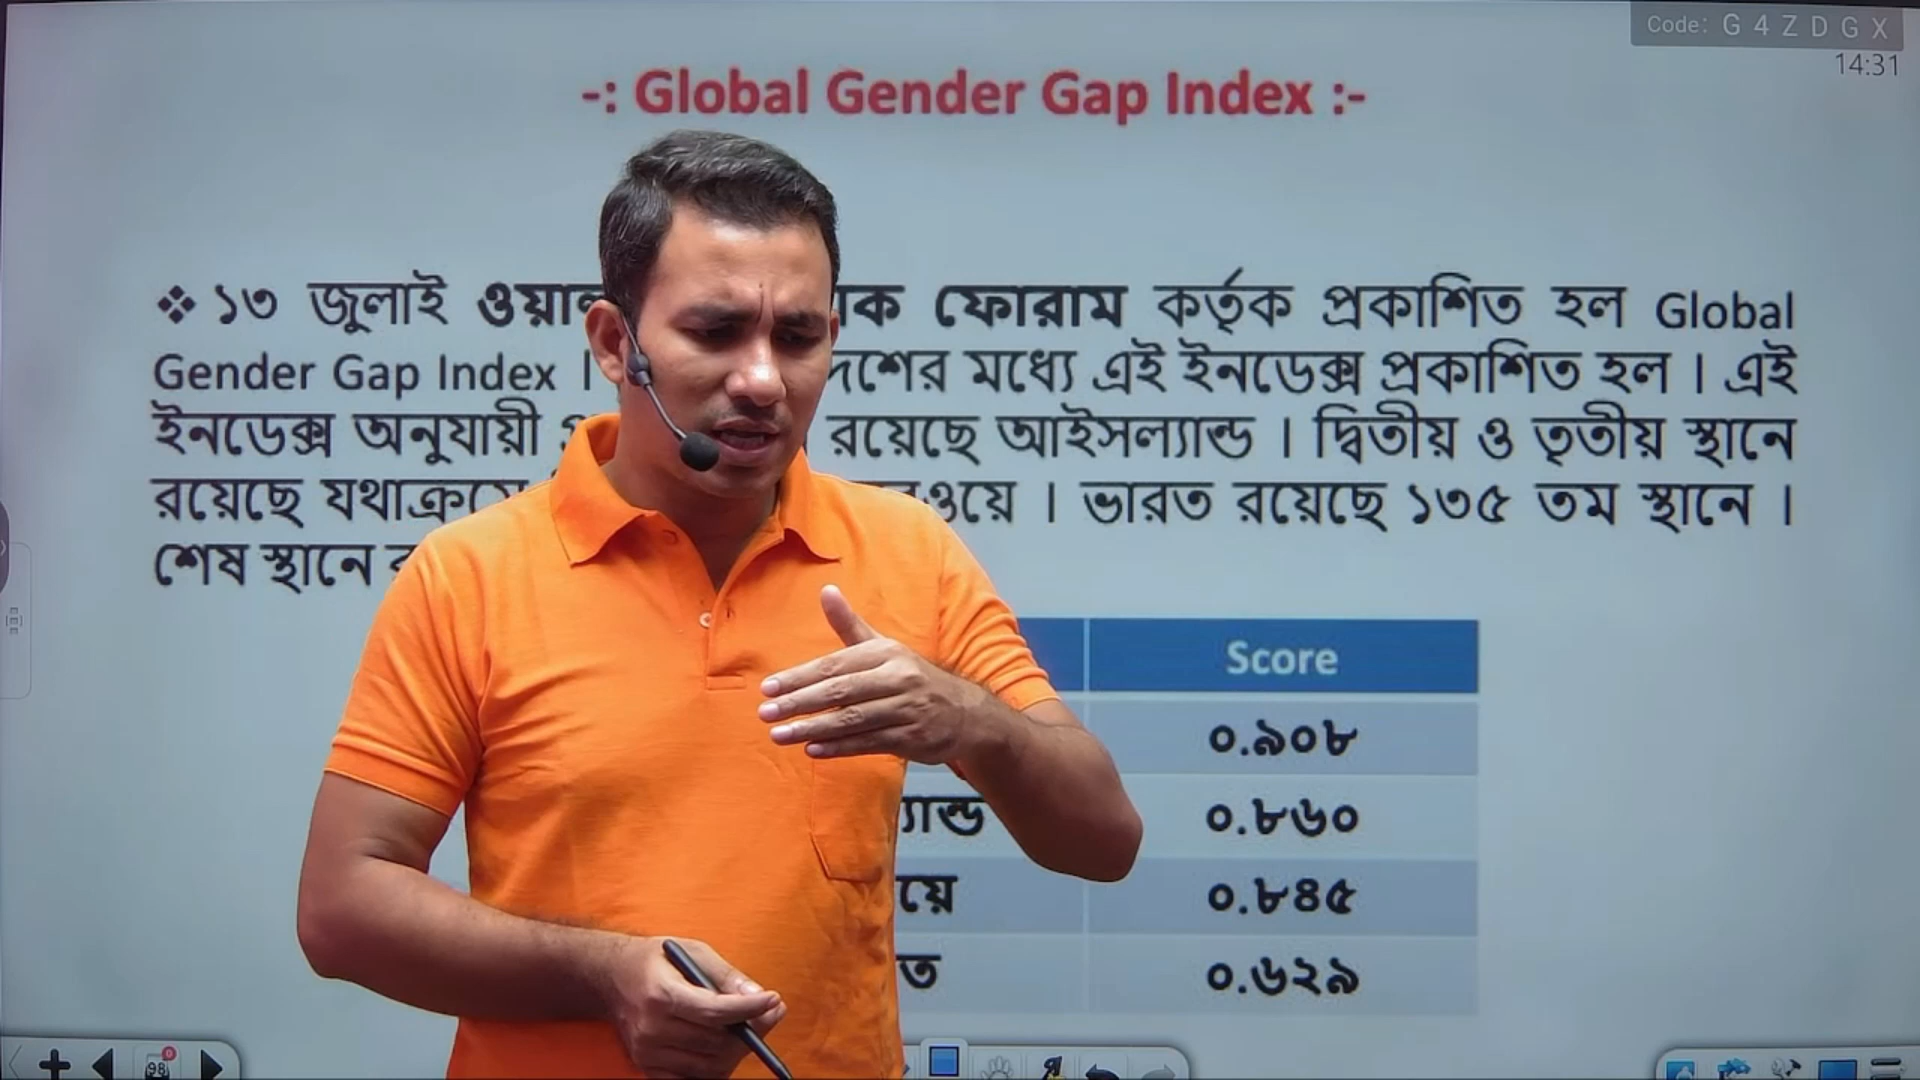 Code: G 4 Z D G X
14:31
-: Global Gender Gap Index :-
❖ ১৩ জুলাই ফোরাম কর্তৃক প্রকাশিত হল Global
Gender Gap Index । মধ্যে এই ইনডেক্স প্রকাশিত হল । এই
ইনডেক্স অনুযায়ী রয়েছে আইসল্যান্ড । দ্বিতীয় ও তৃতীয় স্থানে
রয়েছে । ভারত রয়েছে ১৩৫ তম স্থানে ।
শেষ স্থানে
Score
০.৯০৮
০.৮৬০
০.৮৪৫
০.৬২৯
98